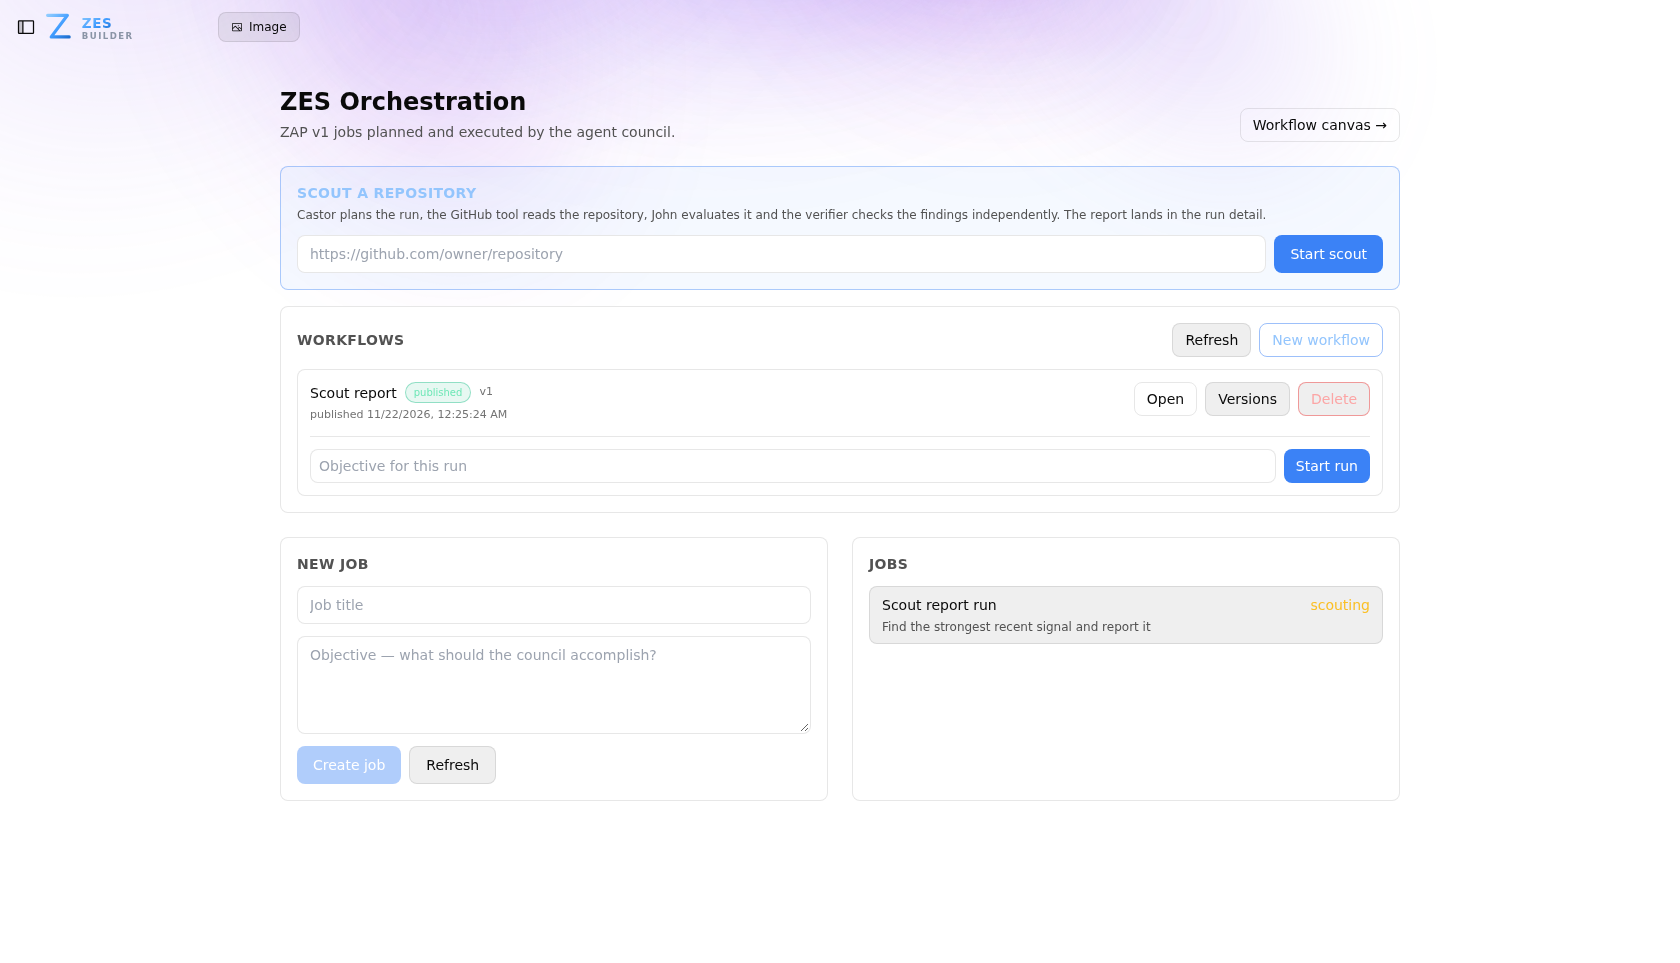 ZES
BUILDER
Image
ZES Orchestration
ZAP v1 jobs planned and executed by the agent council.
Workflow canvas →
SCOUT A REPOSITORY
Castor plans the run, the GitHub tool reads the repository, John evaluates it and the verifier checks the findings independently. The report lands in the run detail.
https://github.com/owner/repository
Start scout
WORKFLOWS
Refresh
New workflow
Scout report published v1
published 11/22/2026, 12:25:24 AM
Open
Versions
Delete
Objective for this run
Start run
NEW JOB
Job title
Objective — what should the council accomplish?
Create job
Refresh
JOBS
Scout report run
scouting
Find the strongest recent signal and report it